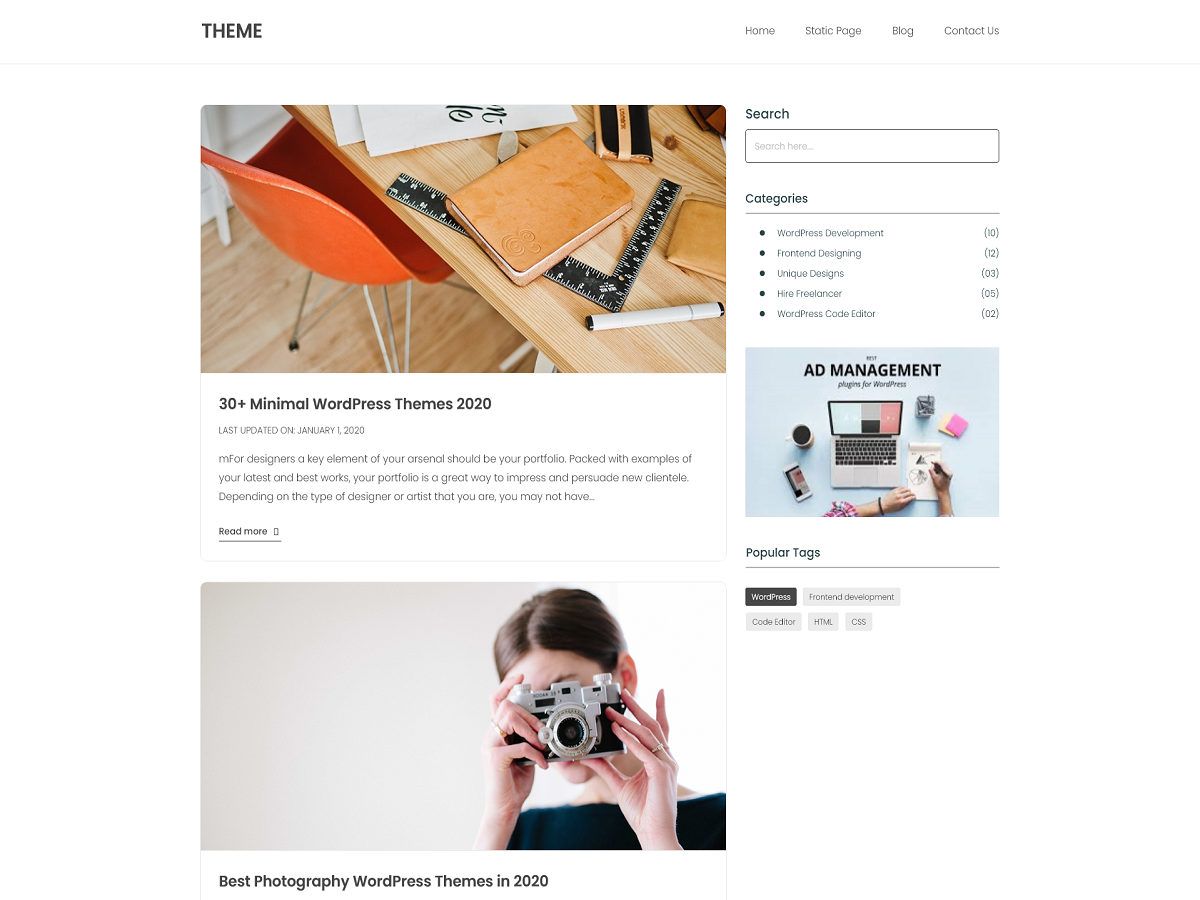 THEME
Home
Static Page
Blog
Contact Us
30+ Minimal WordPress Themes 2020
LAST UPDATED ON: JANUARY 1, 2020
mFor designers a key element of your arsenal should be your portfolio. Packed with examples of
your latest and best works, your portfolio is a great way to impress and persuade new clientele.
Depending on the type of designer or artist that you are, you may not have...
Read more
Best Photography WordPress Themes in 2020
Search
Search here....
Categories
WordPress Development (10)
Frontend Designing (12)
Unique Designs (03)
Hire Freelancer (05)
WordPress Code Editor (02)
BEST
AD MANAGEMENT
plugins for WordPress
Popular Tags
WordPress
Frontend development
Code Editor
HTML
CSS